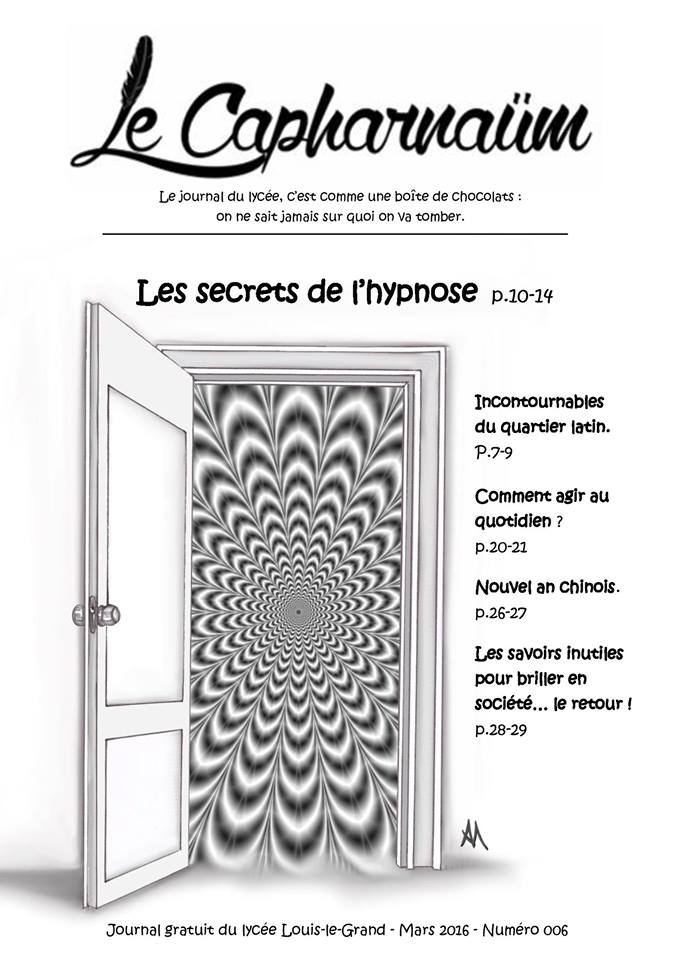 Le Capharnaüm
Le journal du lycée, c'est comme une boîte de chocolats :
on ne sait jamais sur quoi on va tomber.
Les secrets de l'hypnose p.10-14
Incontournables
du quartier latin.
P.7-9
Comment agir au
quotidien ?
p.20-21
Nouvel an chinois.
p.26-27
Les savoirs inutiles
pour briller en
société... le retour !
p.28-29
AM
Journal gratuit du lycée Louis-le-Grand - Mars 2016 - Numéro 006